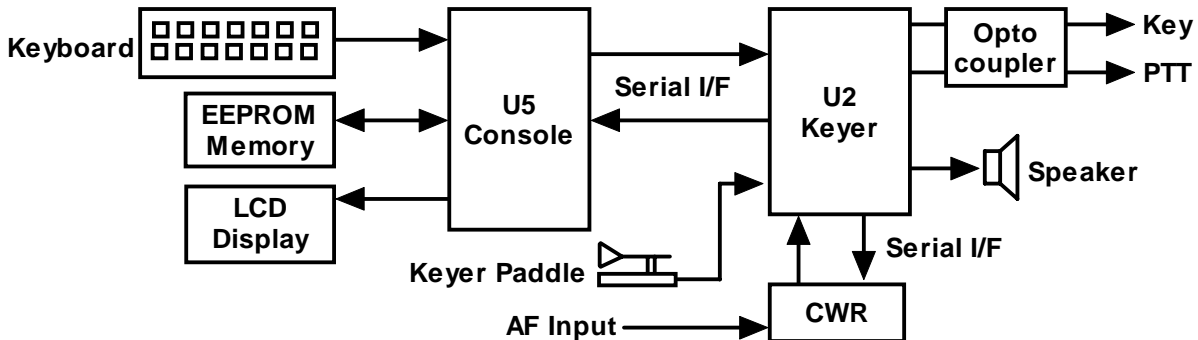 Keyboard
EEPROM
Memory
LCD
Display
U5
Console
Serial I/F
Keyer Paddle
AF Input
U2
Keyer
Opto
coupler
Key
PTT
Speaker
Serial I/F
CWR